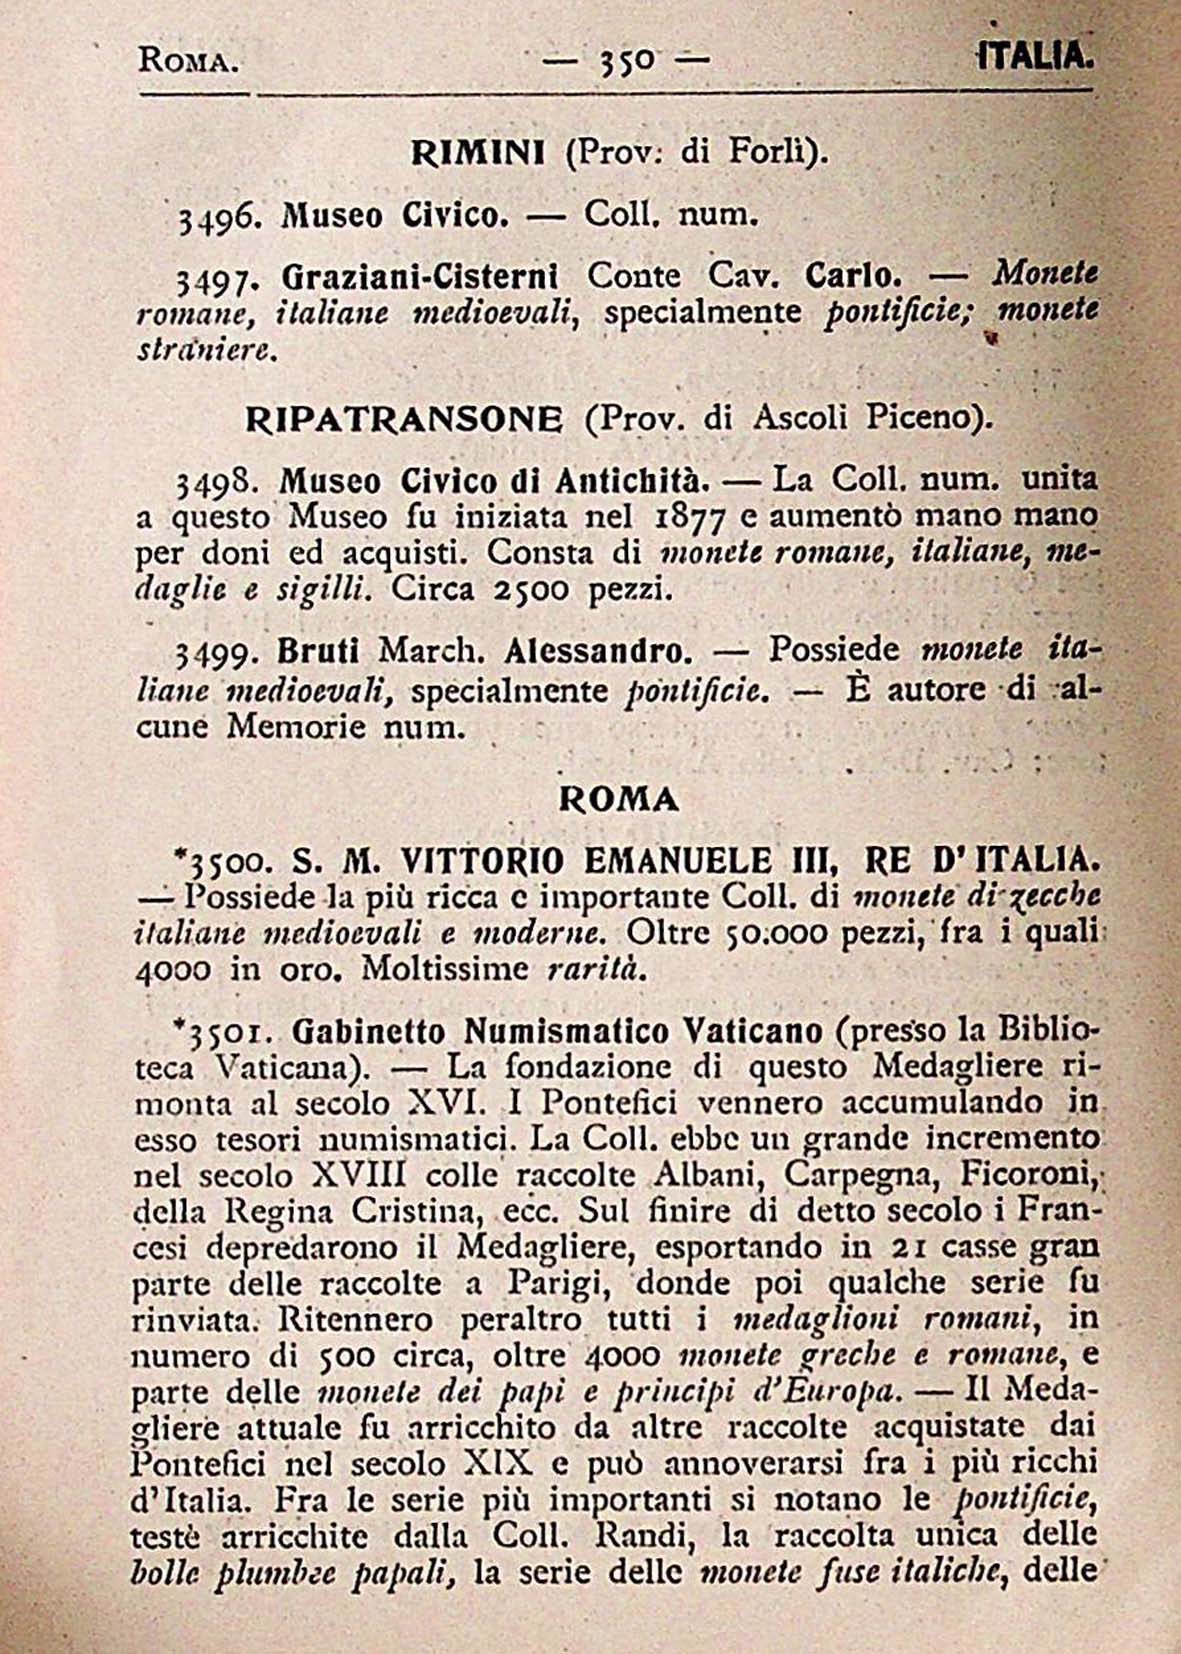 ROMA. — 350 — ITALIA.
RIMINI (Prov. di Forlì).
3496. Museo Civico. — Coll. num.
3497. Graziani-Cisterni Conte Cav. Carlo. — Monete
romane, italiane medioevali, specialmente pontificie; monete
straniere.
RIPATRANSONE (Prov. di Ascoli Piceno).
3498. Museo Civico di Antichità. — La Coll. num. unita
a questo Museo fu iniziata nel 1877 e aumentò mano mano
per doni ed acquisti. Consta di monete romane, italiane, me-
daglie e sigilli. Circa 2500 pezzi.
3499. Bruti March. Alessandro. — Possiede monete ita-
liane medioevali, specialmente pontificie. — È autore di al-
cune Memorie num.
ROMA
*3500. S. M. VITTORIO EMANUELE III, RE D'ITALIA.
— Possiede la più ricca e importante Coll. di monete di zecche
italiane medioevali e moderne. Oltre 50.000 pezzi, fra i quali
4000 in oro. Moltissime rarità.
*3501. Gabinetto Numismatico Vaticano (presso la Biblio-
teca Vaticana). — La fondazione di questo Medagliere ri-
monta al secolo XVI. I Pontefici vennero accumulando in
esso tesori numismatici. La Coll. ebbe un grande incremento
nel secolo XVIII colle raccolte Albani, Carpegna, Ficoroni,
della Regina Cristina, ecc. Sul finire di detto secolo i Fran-
cesi depredarono il Medagliere, esportando in 21 casse gran
parte delle raccolte a Parigi, donde poi qualche serie fu
rinviata. Ritennero peraltro tutti i medaglioni romani, in
numero di 500 circa, oltre 4000 monete greche e romane, e
parte delle monete dei papi e principi d'Europa. — Il Meda-
gliere attuale fu arricchito da altre raccolte acquistate dai
Pontefici nel secolo XIX e può annoverarsi fra i più ricchi
d'Italia. Fra le serie più importanti si notano le pontificie,
testè arricchite dalla Coll. Randi, la raccolta unica delle
bolle plumbee papali, la serie delle monete fuse italiche, delle